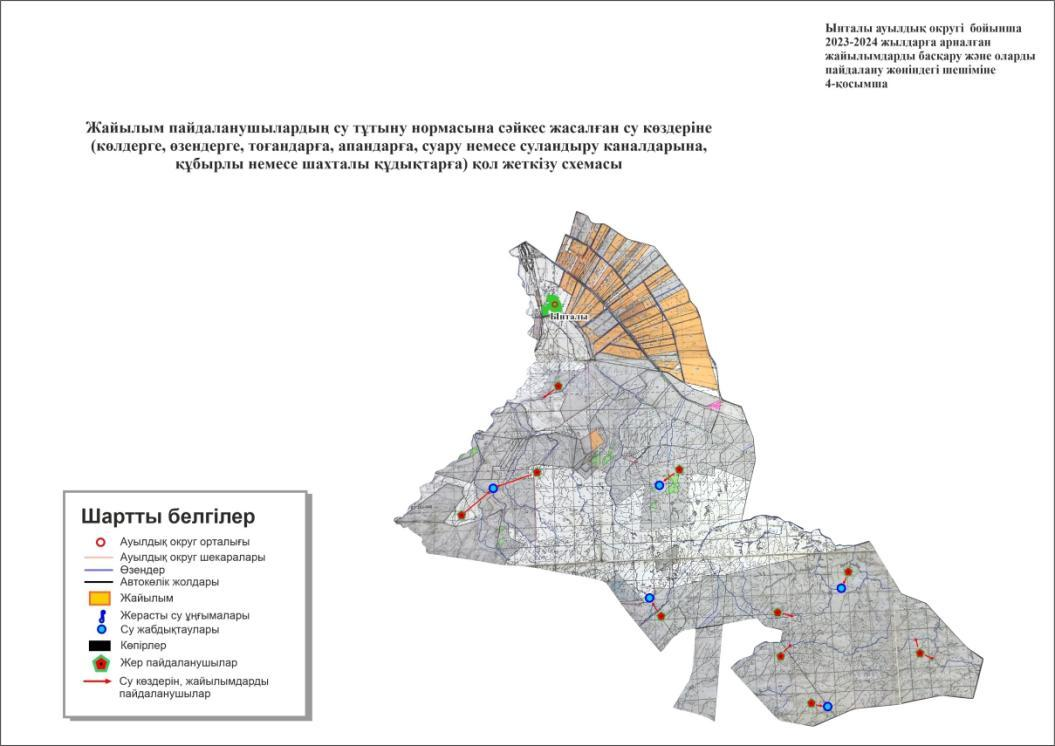 Ынталы ауылдық округі бойынша
2023-2024 жылдарға арналған
жайылымдарды басқару және оларды
пайдалану жөніндегі шешіміне
4-қосымша
Жайылым пайдаланушылардың су тұтыну нормасына сәйкес жасалған су көздеріне
(көлдерге, өзендерге, тоғандарға, апандарға, суару немесе суландыру каналдарына,
құбырлы немесе шахталы құдықтарға) қол жеткізу схемасы
Ынталы
Шартты белгілер
Ауылдық округ орталығы
Ауылдық округ шекаралары
Өзендер
Автокөлік жолдары
Жайылым
Жерасты су ұңғымалары
Су жабдықтаулары
Көпірлер
Жер пайдаланушылар
Су көздерін, жайылымдарды
пайдаланушылар